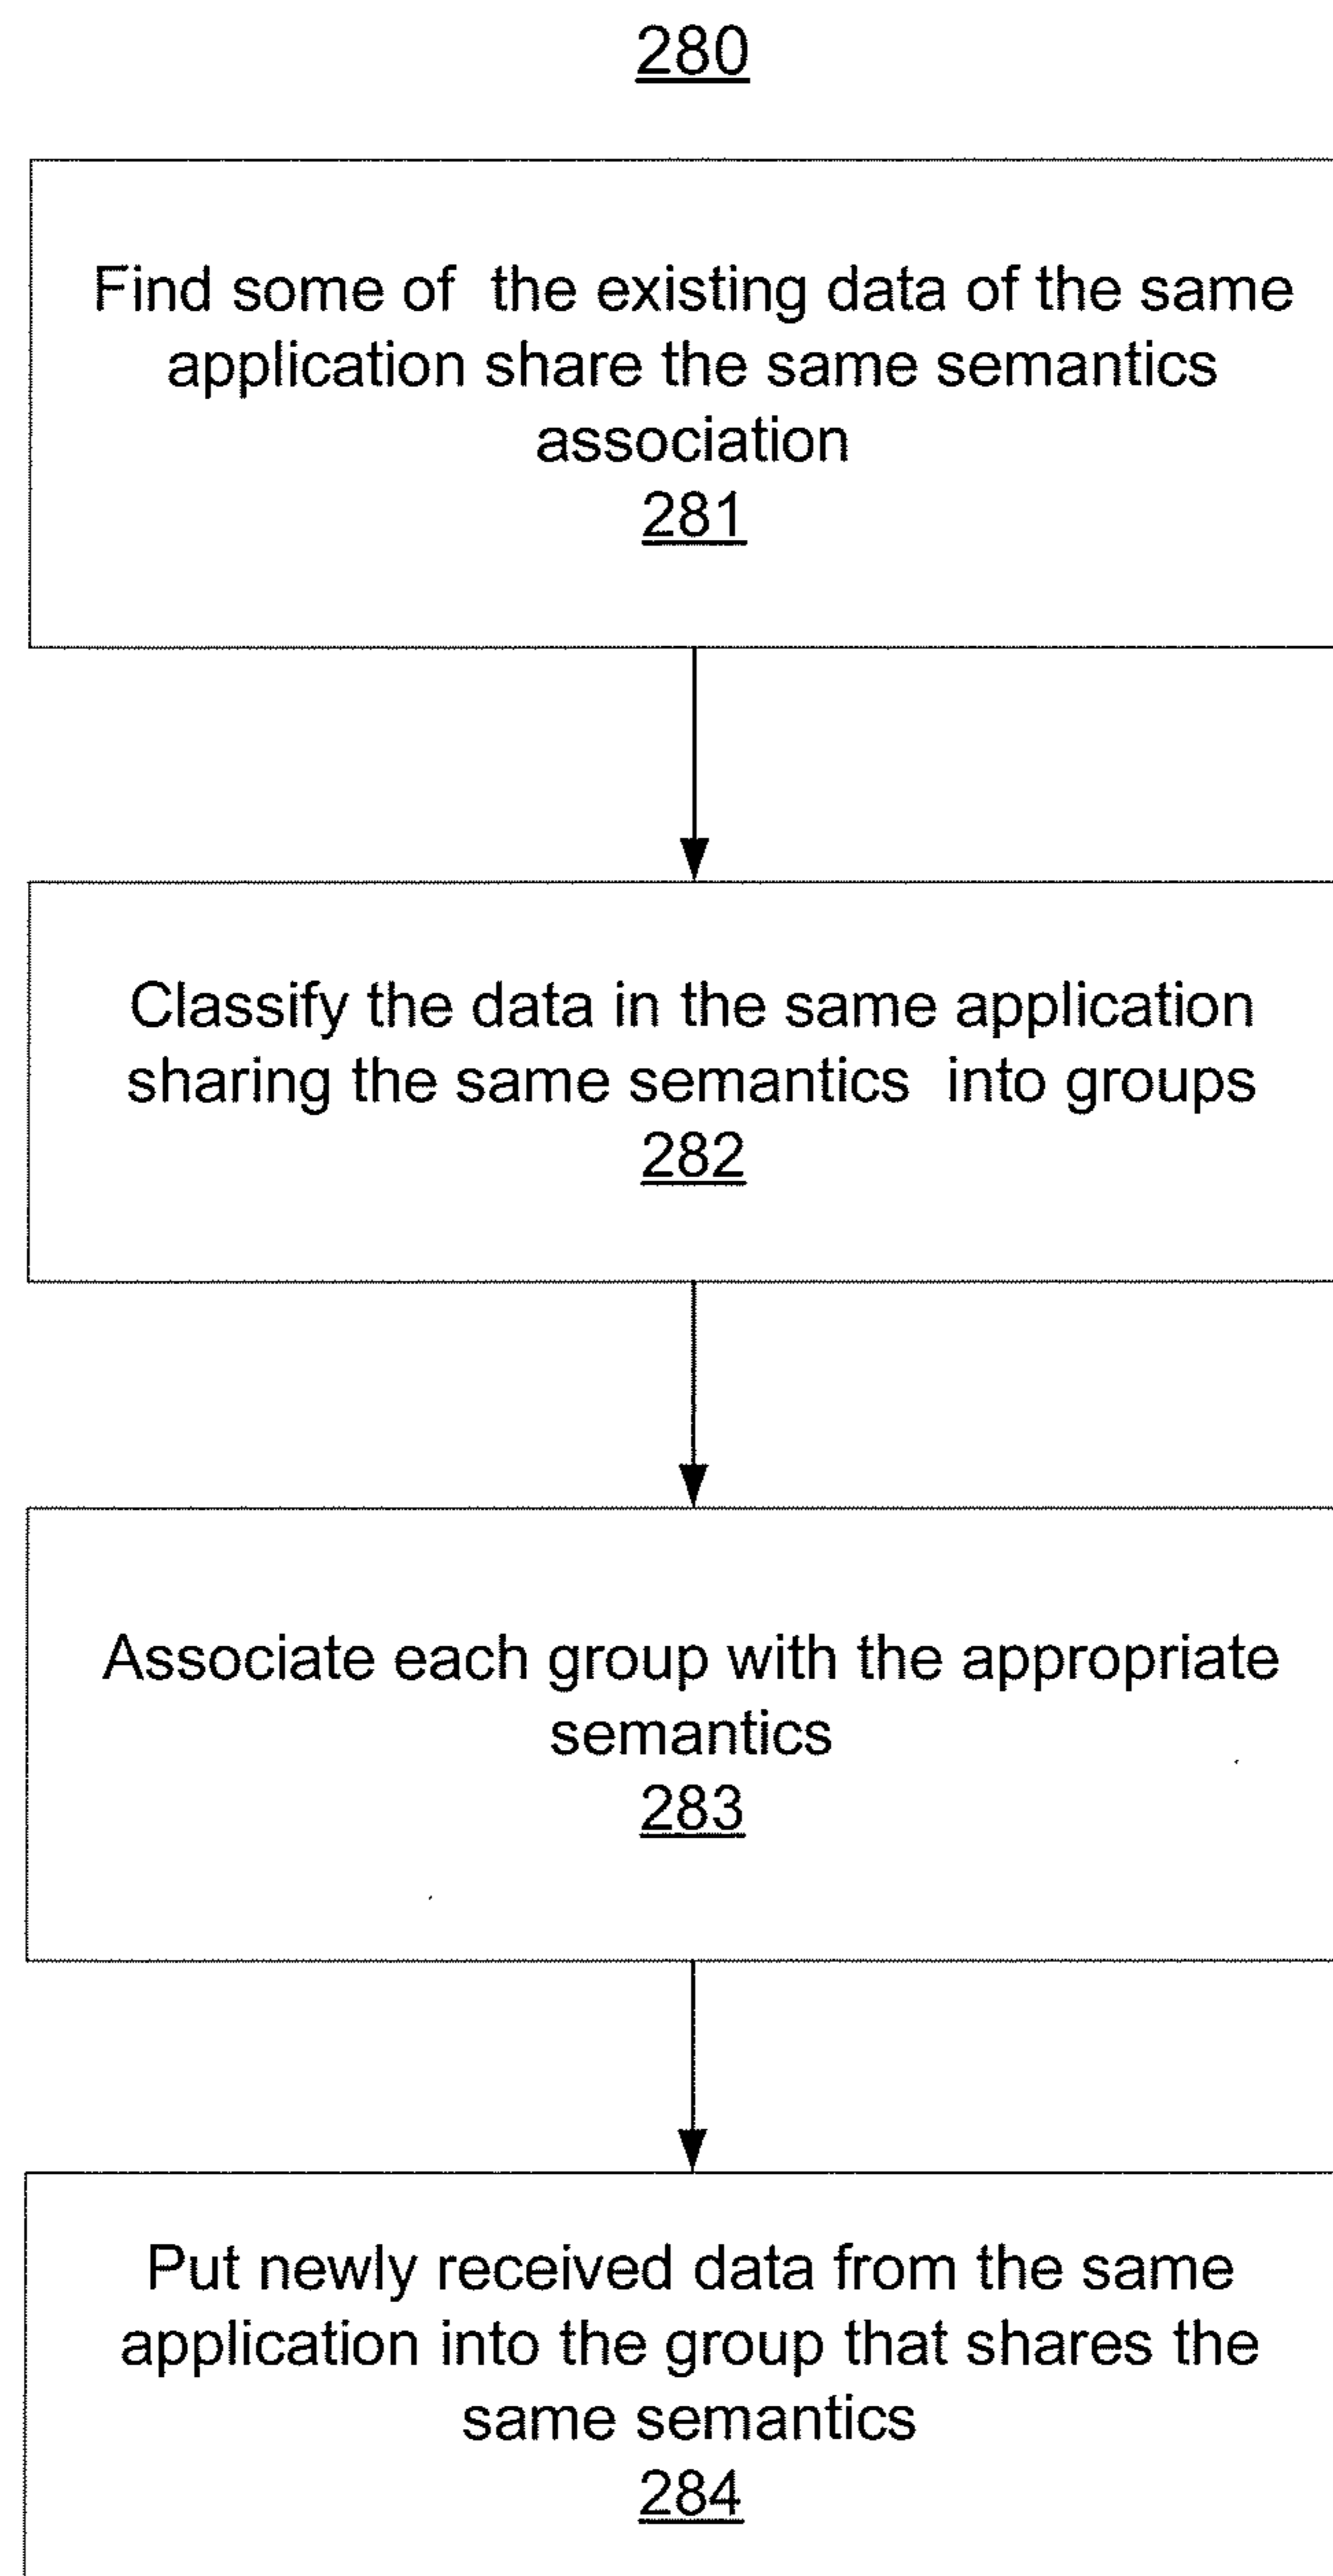 280
Find some of the existing data of the same
application share the same semantics
association
281
Classify the data in the same application
sharing the same semantics into groups
282
Associate each group with the appropriate
semantics
283
Put newly received data from the same
application into the group that shares the
same semantics
284